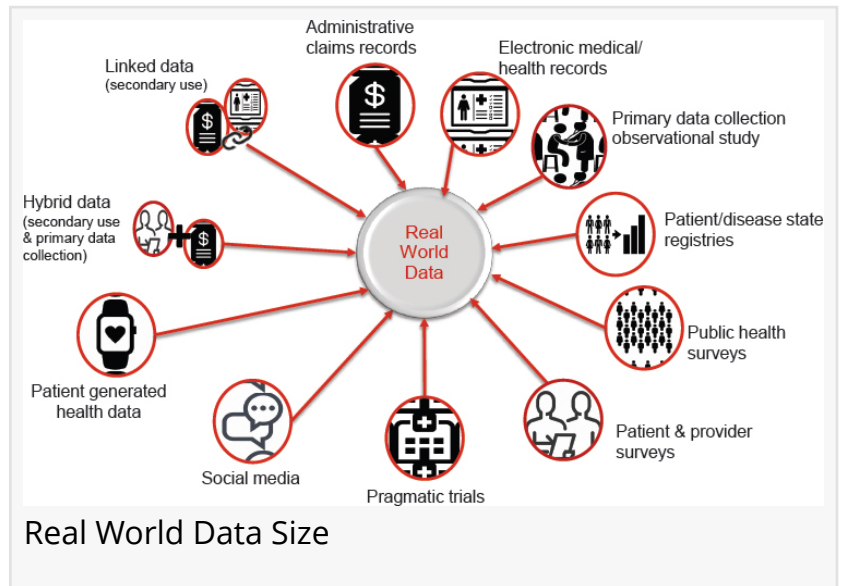 Administrative
claims records
Electronic medical/
health records
Linked data
(secondary use)
Primary data collection
observational study
Hybrid data
(secondary use
& primary data
collection)
Patient/disease state
registries
Real
World
Data
Public health
surveys
Patient generated
health data
Patient & provider
surveys
Social media
Pragmatic trials
Real World Data Size